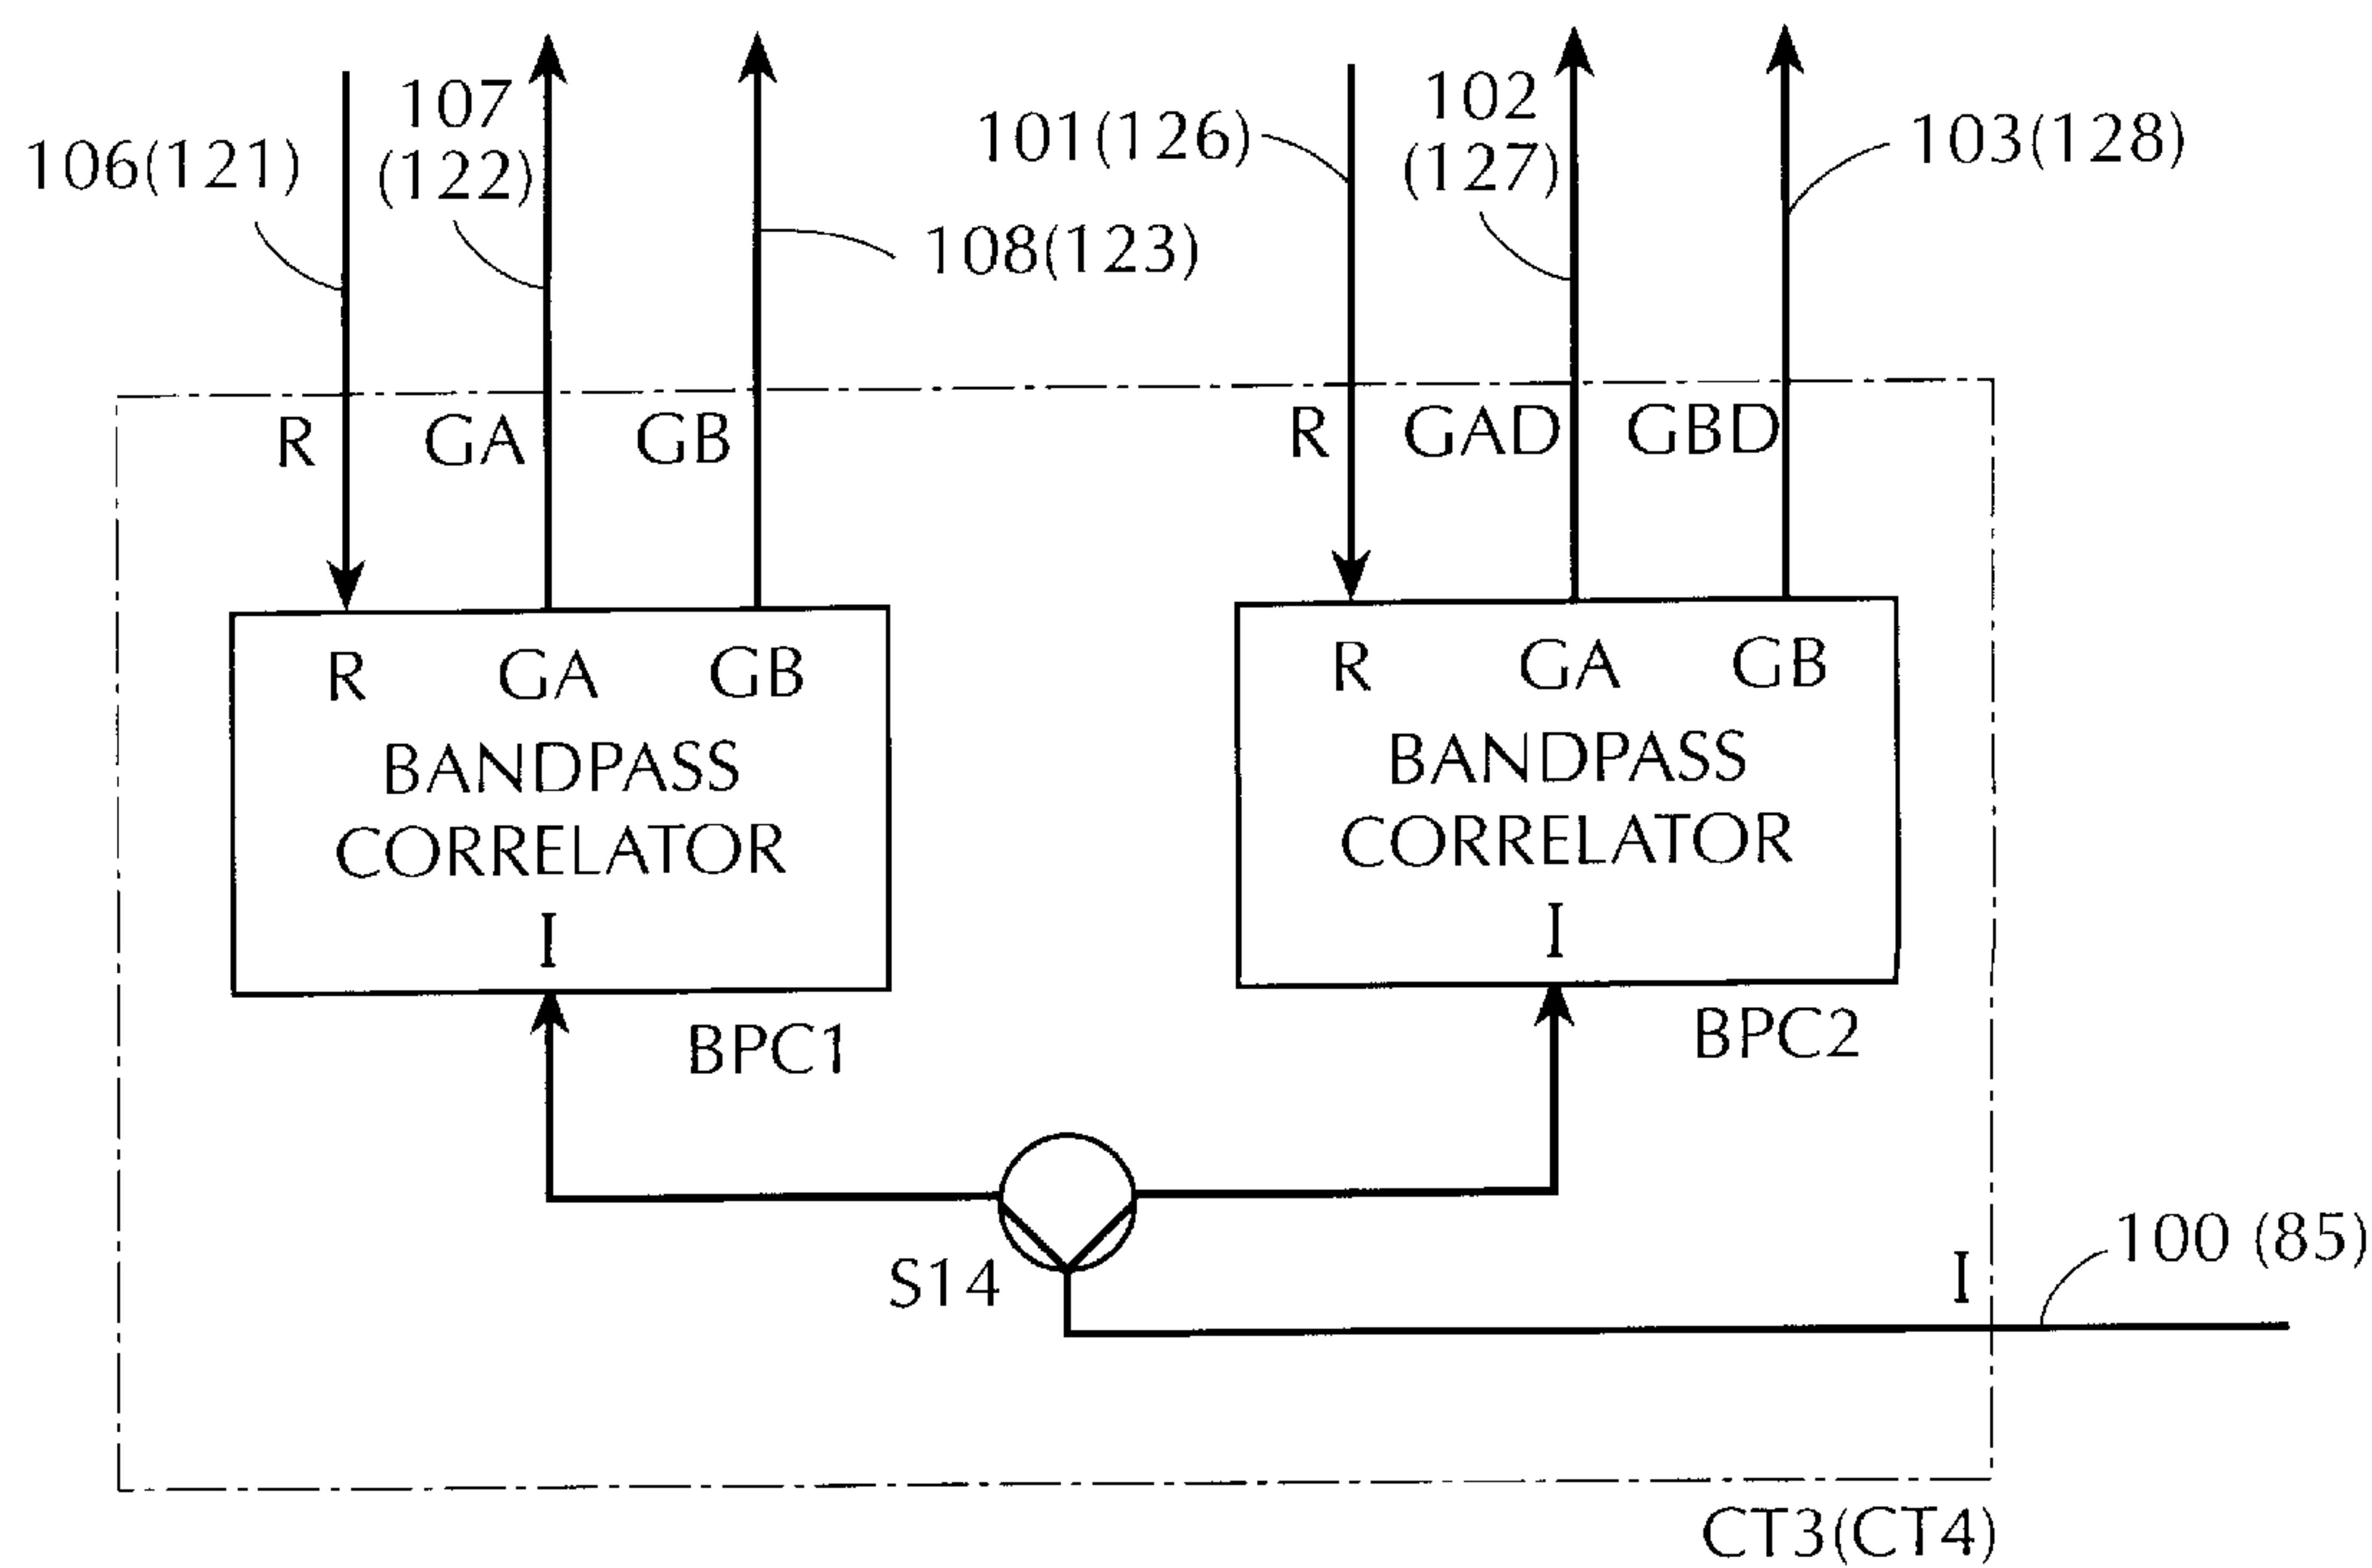 107
(122)
106(121)
108(123)
102
(127)
101(126)
103(128)
R GA GB
R GAD GBD
R GA GB
BANDPASS
CORRELATOR
I
BPC1
R GA GB
BANDPASS
CORRELATOR
I
BPC2
S14
I
100 (85)
CT3(CT4)